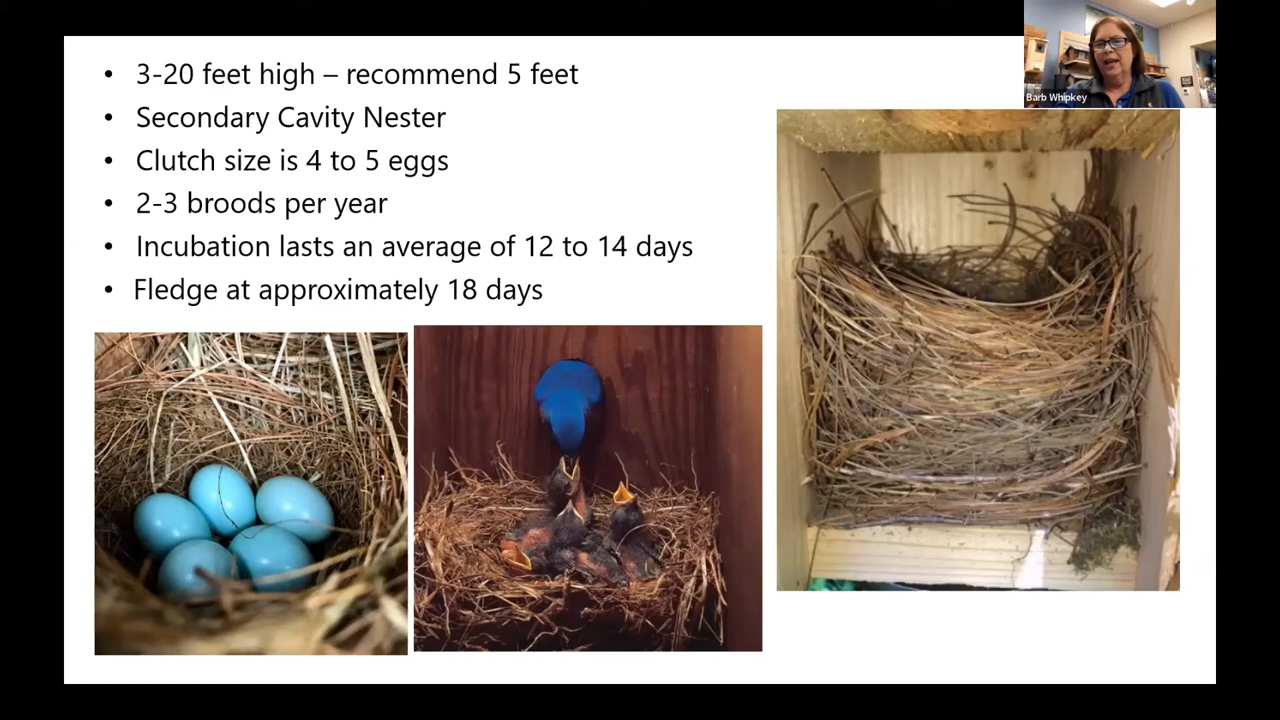 • 3-20 feet high – recommend 5 feet
• Secondary Cavity Nester
• Clutch size is 4 to 5 eggs
• 2-3 broods per year
• Incubation lasts an average of 12 to 14 days
• Fledge at approximately 18 days
Barb Whipkey